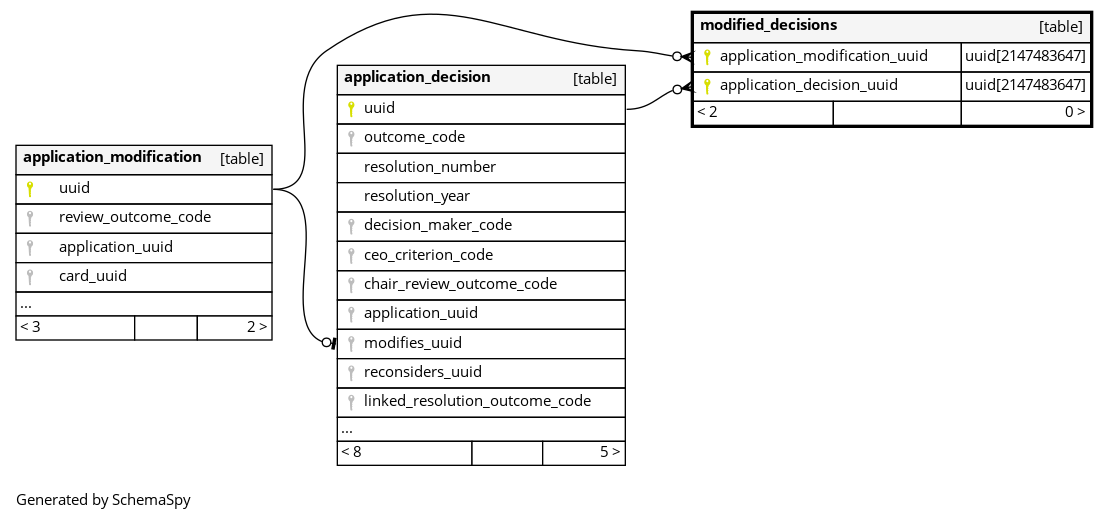 modified_decisions [table]
application_modification_uuid uuid[2147483647]
application_decision_uuid uuid[2147483647]
< 2 0 >
application_decision [table]
uuid
outcome_code
resolution_number
resolution_year
decision_maker_code
ceo_criterion_code
chair_review_outcome_code
application_uuid
modifies_uuid
reconsiders_uuid
linked_resolution_outcome_code
...
< 8 5 >
application_modification [table]
uuid
review_outcome_code
application_uuid
card_uuid
...
< 3 2 >
Generated by SchemaSpy